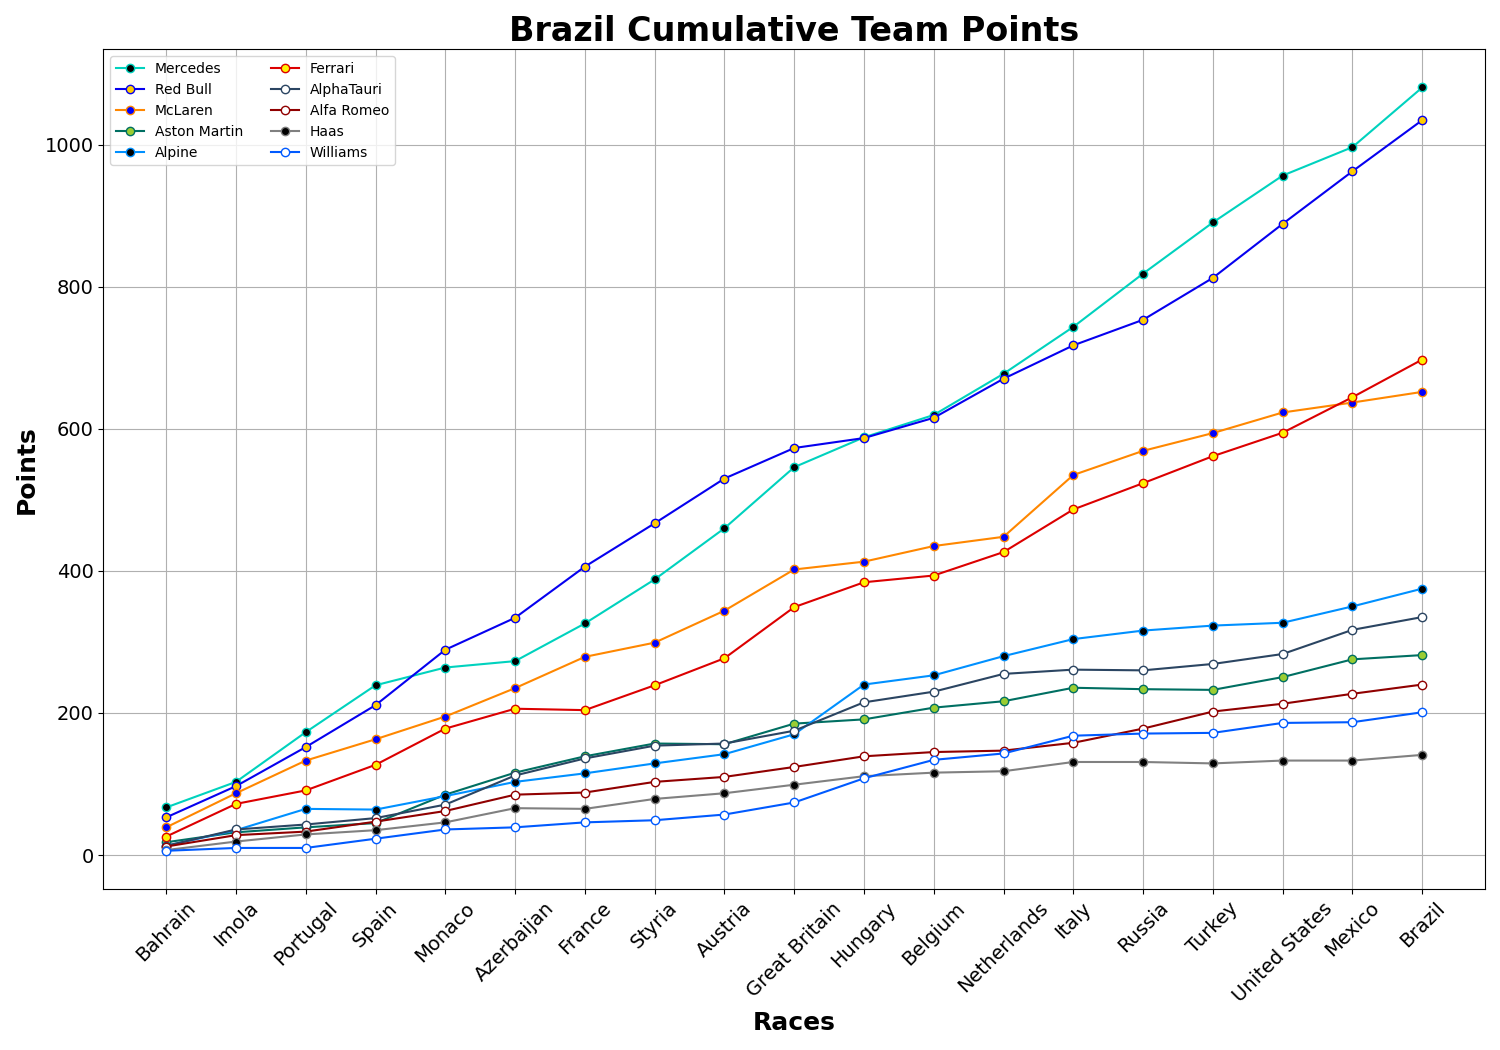 Brazil Cumulative Team Points
Mercedes
Red Bull
McLaren
Aston Martin
Alpine
Ferrari
AlphaTauri
Alfa Romeo
Haas
Williams
Points
1000
800
600
400
200
0
Bahrain
Imola
Portugal
Spain
Monaco
Azerbaijian
France
Styria
Austria
Great Britain
Hungary
Belgium
Netherlands
Italy
Russia
Turkey
United States
Mexico
Brazil
Races